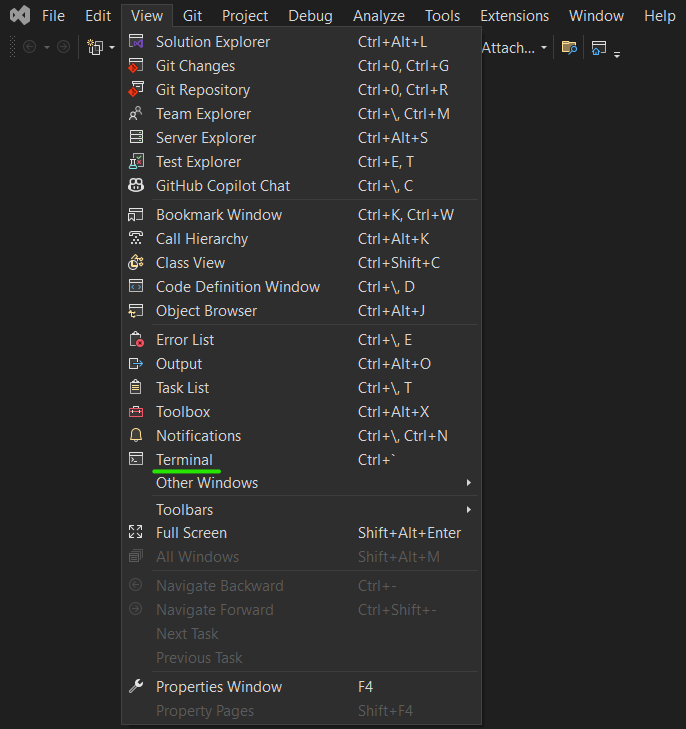 File Edit View Git Project Debug Analyze Tools Extensions Window Help
Attach...
Solution Explorer Ctrl+Alt+L
Git Changes Ctrl+0, Ctrl+G
Git Repository Ctrl+0, Ctrl+R
Team Explorer Ctrl+\, Ctrl+M
Server Explorer Ctrl+Alt+S
Test Explorer Ctrl+E, T
GitHub Copilot Chat Ctrl+\, C
Bookmark Window Ctrl+K, Ctrl+W
Call Hierarchy Ctrl+Alt+K
Class View Ctrl+Shift+C
Code Definition Window Ctrl+\, D
Object Browser Ctrl+Alt+J
Error List Ctrl+\, E
Output Ctrl+Alt+O
Task List Ctrl+\, T
Toolbox Ctrl+Alt+X
Notifications Ctrl+\, Ctrl+N
Terminal Ctrl+`
Other Windows
Toolbars
Full Screen Shift+Alt+Enter
All Windows Shift+Alt+M
Navigate Backward Ctrl+-
Navigate Forward Ctrl+Shift+-
Next Task
Previous Task
Properties Window F4
Property Pages Shift+F4